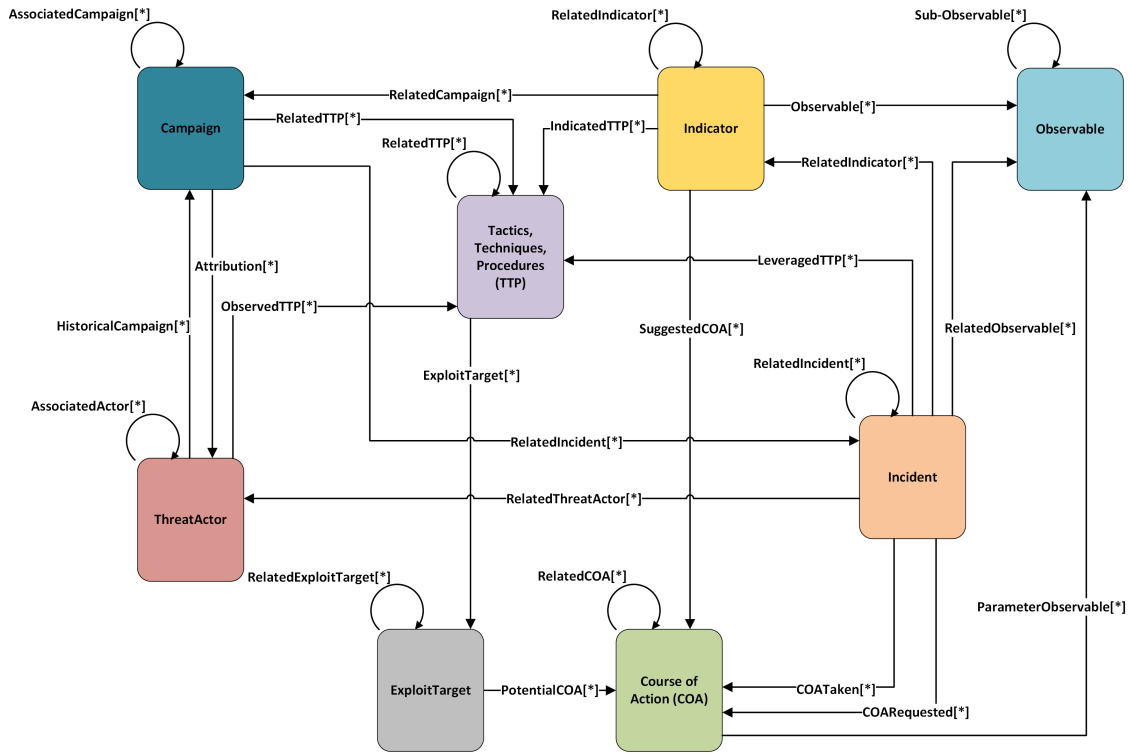 AssociatedCampaign[*]
RelatedIndicator[*]
Sub-Observable[*]
RelatedCampaign[*]
Observable[*]
RelatedTTP[*]
IndicatedTTP[*]
Campaign
Indicator
Observable
RelatedTTP[*]
RelatedIndicator[*]
Tactics,
Techniques,
Procedures
(TTP)
Attribution[*]
LeveragedTTP[*]
ObservedTTP[*]
HistoricalCampaign[*]
SuggestedCOA[*]
RelatedObservable[*]
RelatedIncident[*]
ExploitTarget[*]
AssociatedActor[*]
RelatedIncident[*]
Incident
RelatedThreatActor[*]
ThreatActor
RelatedExploitTarget[*]
RelatedCOA[*]
ParameterObservable[*]
ExploitTarget
PotentialCOA[*]
Course of
Action (COA)
COATaken[*]
COARequested[*]